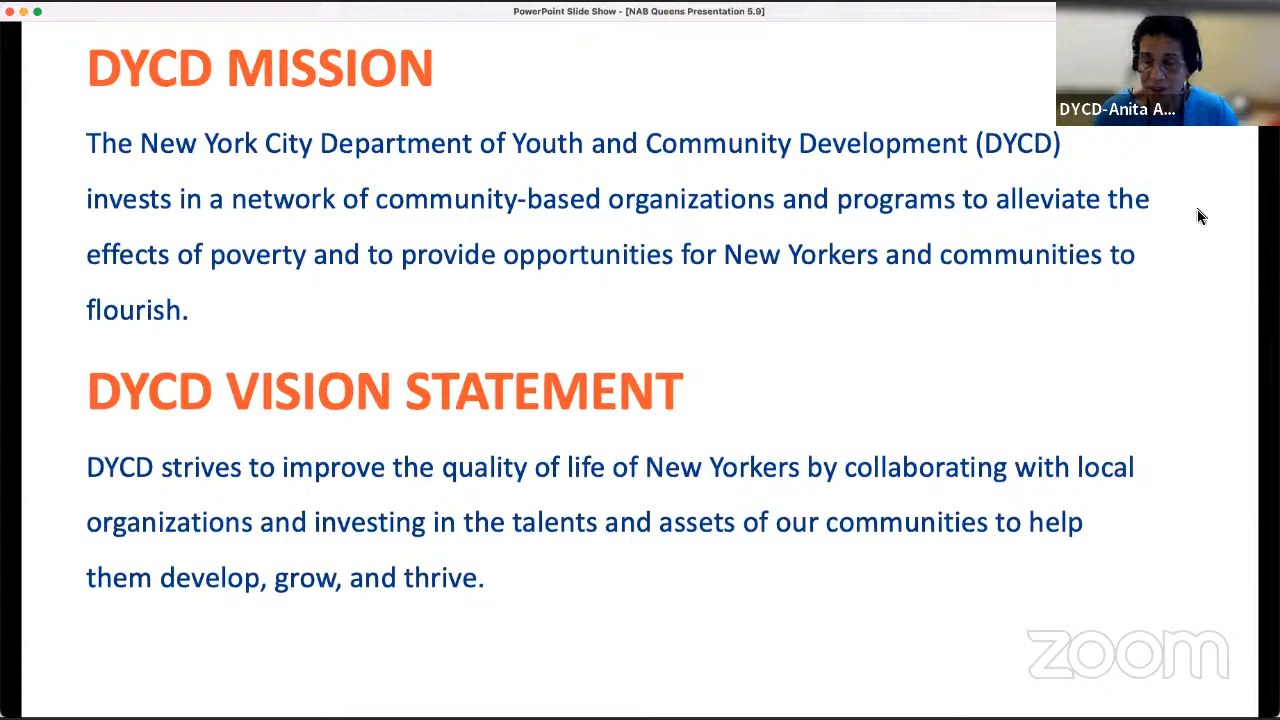 PowerPoint Slide Show - [NAB Queens Presentation 5.9]
DYCD MISSION
DYCD-Anita A...
The New York City Department of Youth and Community Development (DYCD)
invests in a network of community-based organizations and programs to alleviate the
effects of poverty and to provide opportunities for New Yorkers and communities to
flourish.
DYCD VISION STATEMENT
DYCD strives to improve the quality of life of New Yorkers by collaborating with local
organizations and investing in the talents and assets of our communities to help
them develop, grow, and thrive.
zoom